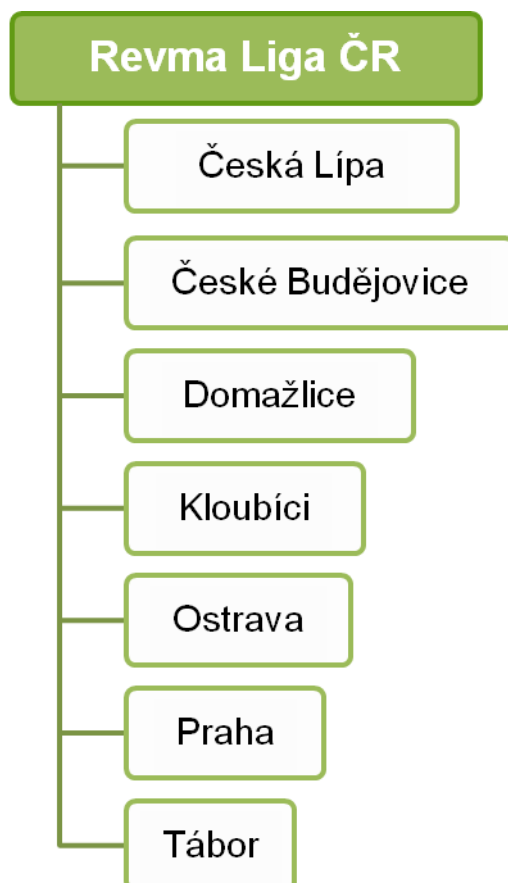 Revma Liga ČR
Česká Lípa
České Budějovice
Domažlice
Kloubíci
Ostrava
Praha
Tábor